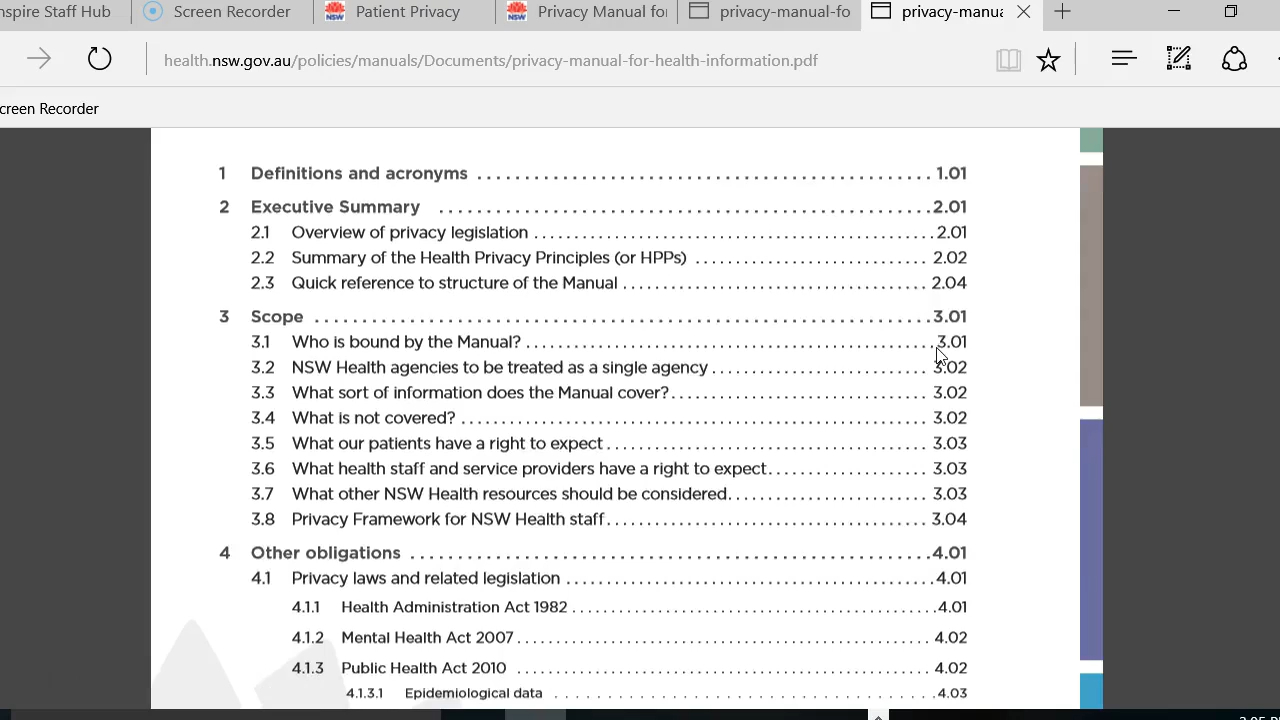 nspire Staff Hub Screen Recorder Patient Privacy Privacy Manual for privacy-manual-fo privacy-manua
NSW NSW
health.nsw.gov.au/policies/manuals/Documents/privacy-manual-for-health-information.pdf
creen Recorder
1 Definitions and acronyms 1.01
2 Executive Summary 2.01
2.1 Overview of privacy legislation 2.01
2.2 Summary of the Health Privacy Principles (or HPPs) 2.02
2.3 Quick reference to structure of the Manual 2.04
3 Scope 3.01
3.1 Who is bound by the Manual? 3.01
3.2 NSW Health agencies to be treated as a single agency 3.02
3.3 What sort of information does the Manual cover? 3.02
3.4 What is not covered? 3.02
3.5 What our patients have a right to expect 3.03
3.6 What health staff and service providers have a right to expect 3.03
3.7 What other NSW Health resources should be considered 3.03
3.8 Privacy Framework for NSW Health staff 3.04
4 Other obligations 4.01
4.1 Privacy laws and related legislation 4.01
4.1.1 Health Administration Act 1982 4.01
4.1.2 Mental Health Act 2007 4.02
4.1.3 Public Health Act 2010 4.02
4.1.3.1 Epidemiological data 4.03